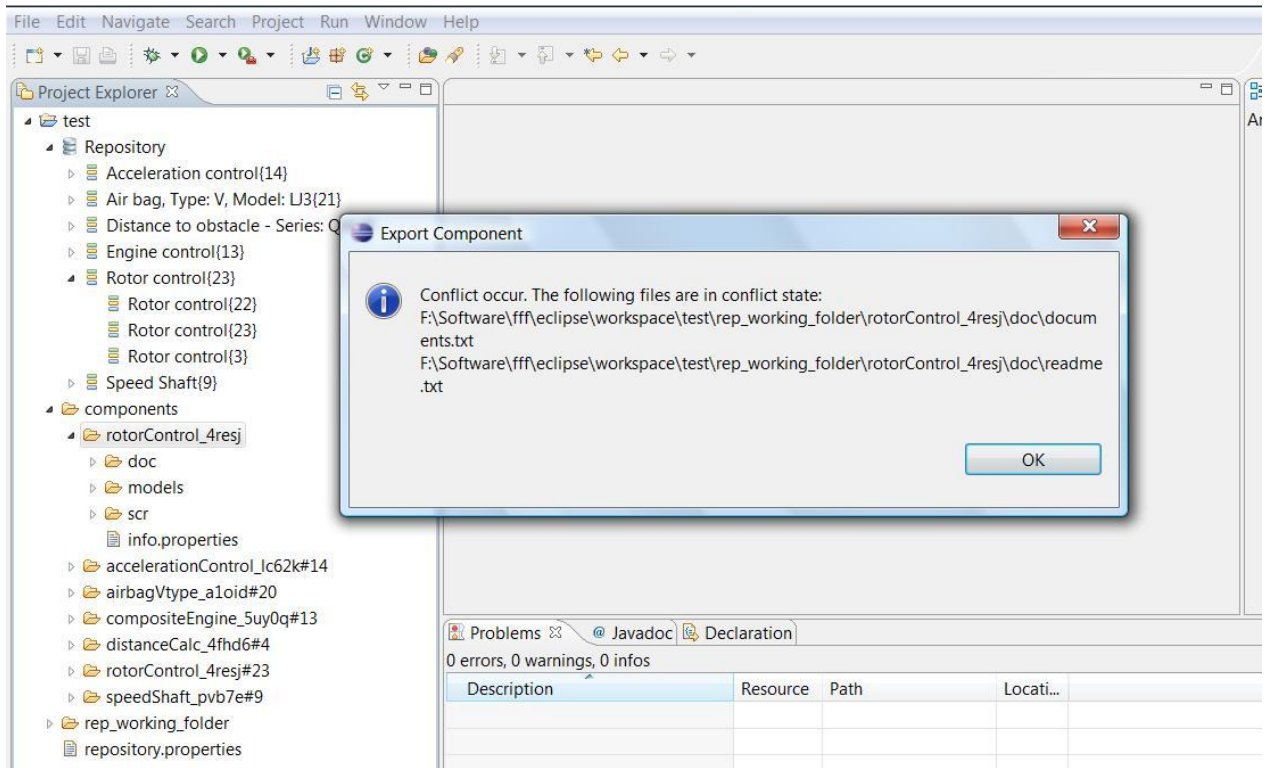 File Edit Navigate Search Project Run Window Help
Project Explorer
test
Repository
Acceleration control{14}
Air bag, Type: V, Model: LJ3{21}
Distance to obstacle - Series: Q
Engine control{13}
Rotor control{23}
Rotor control{22}
Rotor control{23}
Rotor control{3}
Speed Shaft{9}
components
rotorControl_4resj
doc
models
scr
info.properties
accelerationControl_lc62k#14
airbagVtype_a1oid#20
compositeEngine_5uy0q#13
distanceCalc_4fhd6#4
rotorControl_4resj#23
speedShaft_pvb7e#9
rep_working_folder
repository.properties
Export Component
Conflict occur. The following files are in conflict state:
F:\Software\fff\eclipse\workspace\test\rep_working_folder\rotorControl_4resj\doc\docum
ents.txt
F:\Software\fff\eclipse\workspace\test\rep_working_folder\rotorControl_4resj\doc\readme
.txt
OK
Problems @ Javadoc Declaration
0 errors, 0 warnings, 0 infos
Description Resource Path Locati...